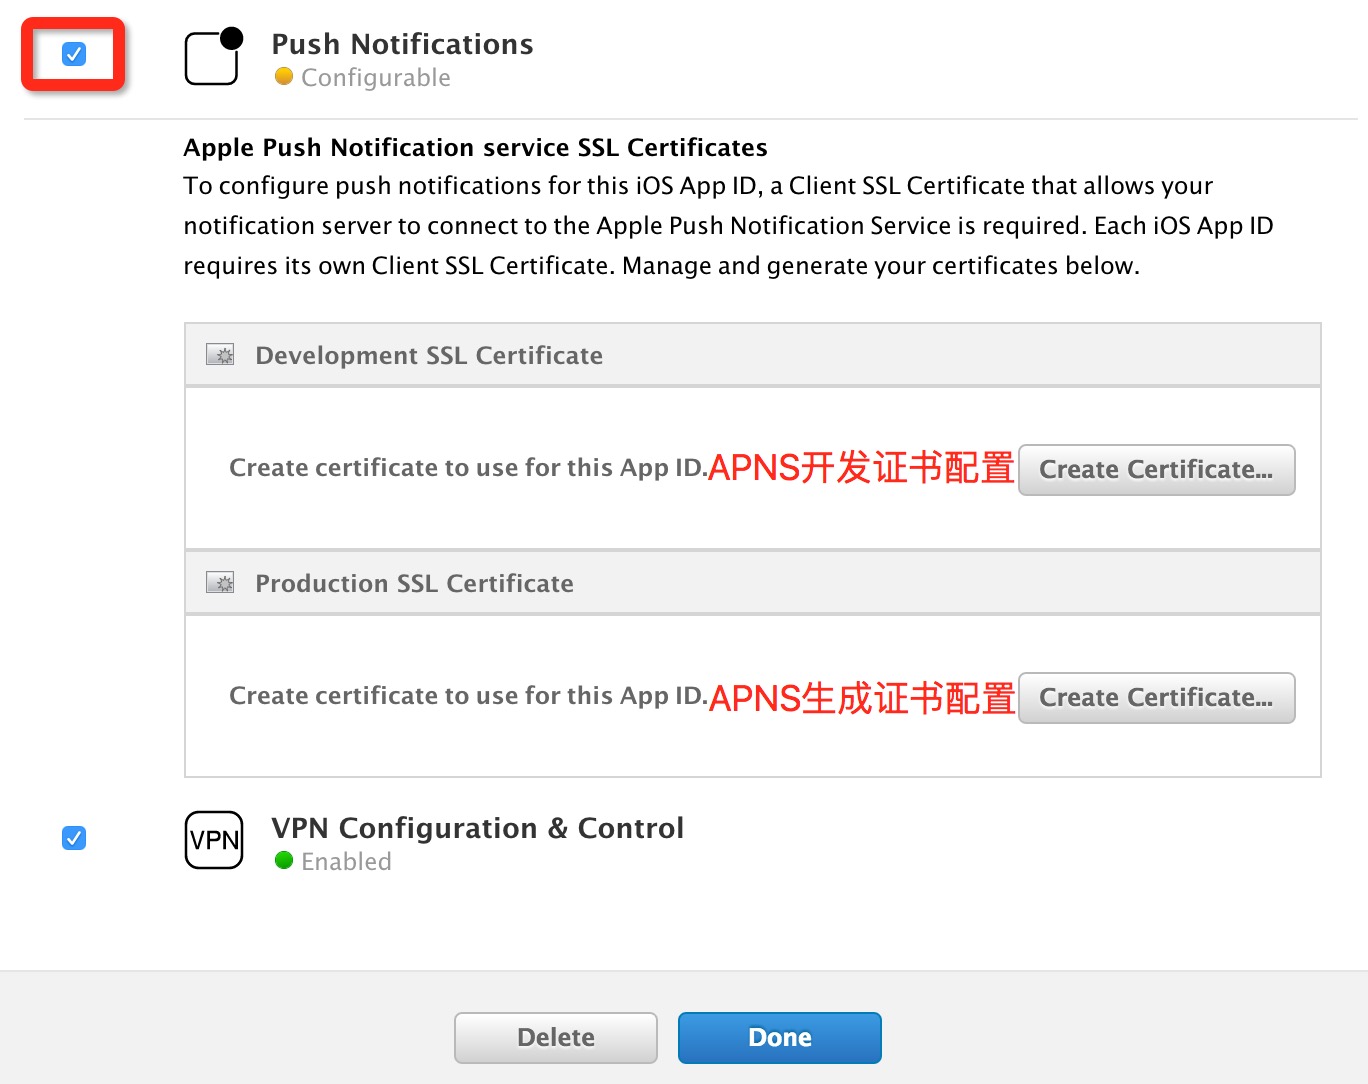 Push Notifications
Configurable
Apple Push Notification service SSL Certificates
To configure push notifications for this iOS App ID, a Client SSL Certificate that allows your
notification server to connect to the Apple Push Notification Service is required. Each iOS App ID
requires its own Client SSL Certificate. Manage and generate your certificates below.
Development SSL Certificate
Create certificate to use for this App ID.APNS开发证书配置 Create Certificate...
Production SSL Certificate
Create certificate to use for this App ID.APNS生成证书配置 Create Certificate...
VPN VPN Configuration & Control
Enabled
Delete Done